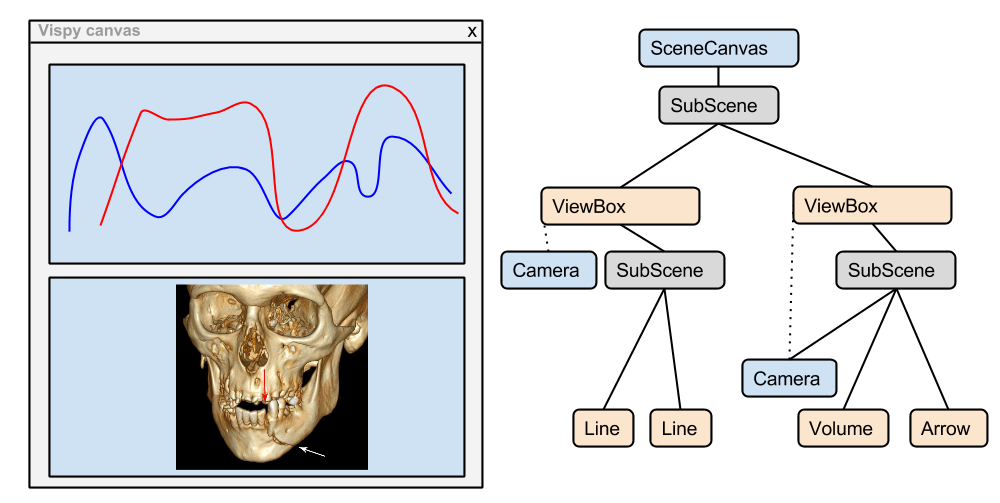 Vispy canvas
X
SceneCanvas
SubScene
ViewBox
ViewBox
Camera
SubScene
SubScene
Camera
Line
Line
Volume
Arrow